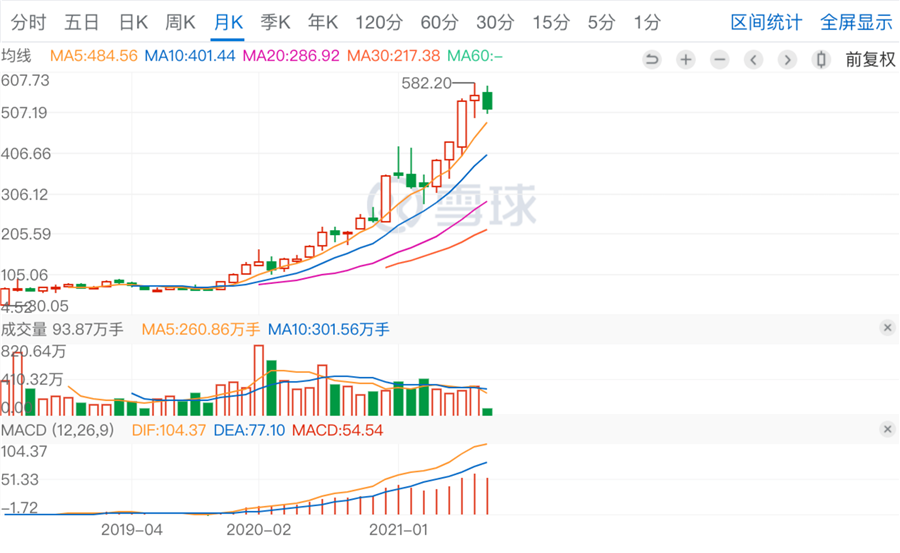 分时 五日 日K 周K 月K 季K 年K 120分 60分 30分 15分 5分 1分 区间统计 全屏显示
均线 MA5:484.56 MA10:401.44 MA20:286.92 MA30:217.38 MA60:– 前复权
607.73
582.20
507.19
406.66
306.12
雪球
205.59
105.06
4.52 30.05
成交量 93.87万手 MA5:260.86万手 MA10:301.56万手
820.64万
410.32万
0.00
MACD (12,26,9) DIF:104.37 DEA:77.10 MACD:54.54
104.37
51.33
-1.72
2019-04 2020-02 2021-01